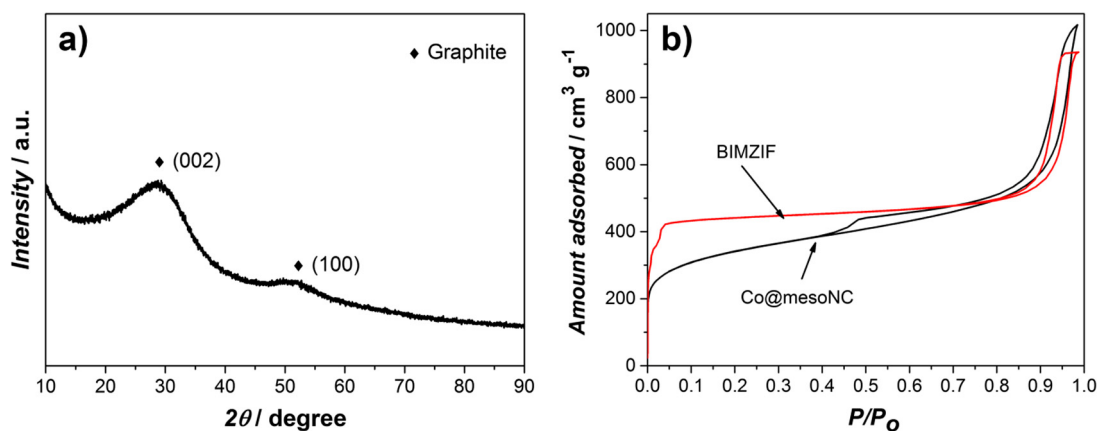 a)
◆ Graphite
◆ (002)
◆ (100)
Intensity / a.u.
10 20 30 40 50 60 70 80 90
2θ / degree
b)
1000
800
600
400
200
0
Amount adsorbed / cm³ g⁻¹
BIMZIF
Co@mesoNC
0.0 0.1 0.2 0.3 0.4 0.5 0.6 0.7 0.8 0.9 1.0
P/Po